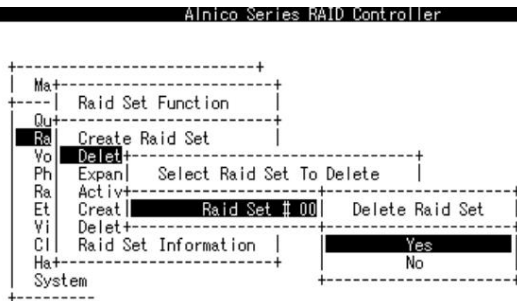 Alnico Series RAID Controller
Ma
Raid Set Function
Qu
Ra Create Raid Set
Vo Delet
Ph Expan Select Raid Set To Delete
Ra Activ
Et Creat Raid Set # 00 Delete Raid Set
Vi Delet
Cl Raid Set Information Yes
Ha No
System